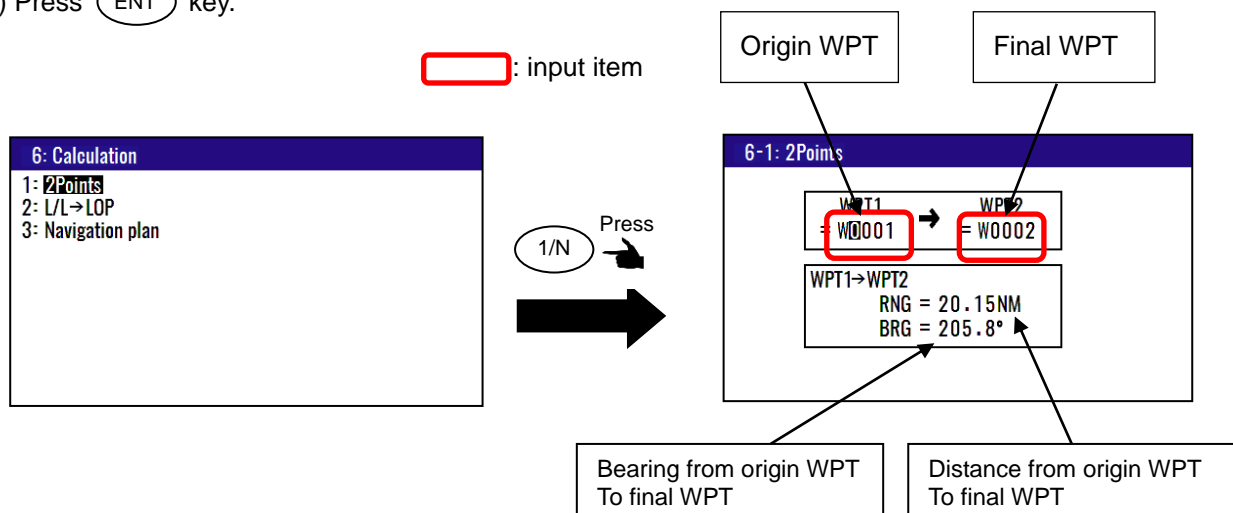 ) Press ENT key.
: input item
Origin WPT
Final WPT
6: Calculation
1: 2Points
2: L/L→LOP
3: Navigation plan
1/N
Press
6-1: 2Points
WPT1 → WPT2
= W0001 = W0002
WPT1→WPT2
RNG = 20.15NM
BRG = 205.8°
Bearing from origin WPT
To final WPT
Distance from origin WPT
To final WPT